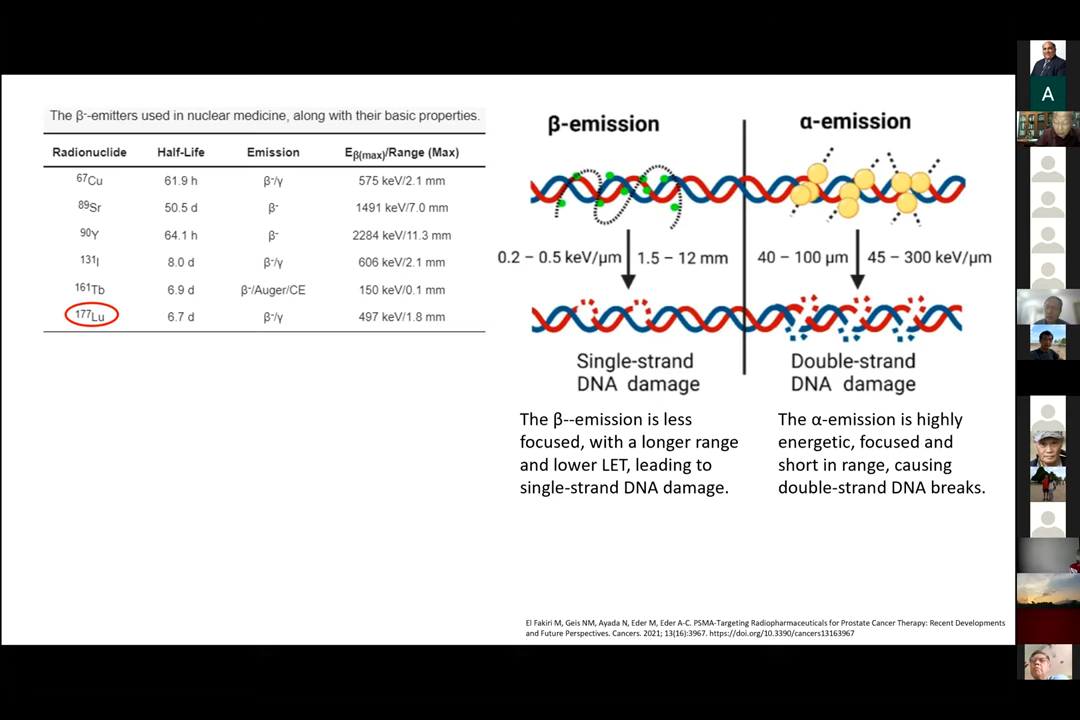 The β⁻-emitters used in nuclear medicine, along with their basic properties.
Radionuclide Half-Life Emission Eβ(max)/Range (Max)
⁶⁷Cu 61.9 h β⁻/γ 575 keV/2.1 mm
⁸⁹Sr 50.5 d β⁻ 1491 keV/7.0 mm
⁹⁰Y 64.1 h β⁻ 2284 keV/11.3 mm
¹³¹I 8.0 d β⁻/γ 606 keV/2.1 mm
¹⁶¹Tb 6.9 d β⁻/Auger/CE 150 keV/0.1 mm
¹⁷⁷Lu 6.7 d β⁻/γ 497 keV/1.8 mm
β-emission
0.2 – 0.5 keV/µm 1.5 – 12 mm
Single-strand
DNA damage
The β--emission is less
focused, with a longer range
and lower LET, leading to
single-strand DNA damage.
α-emission
40 – 100 µm 45 – 300 keV/µm
Double-strand
DNA damage
The α-emission is highly
energetic, focused and
short in range, causing
double-strand DNA breaks.
El Fakiri M, Geis NM, Ayada N, Eder M, Eder A-C. PSMA-Targeting Radiopharmaceuticals for Prostate Cancer Therapy: Recent Developments
and Future Perspectives. Cancers. 2021; 13(16):3967. https://doi.org/10.3390/cancers13163967
A